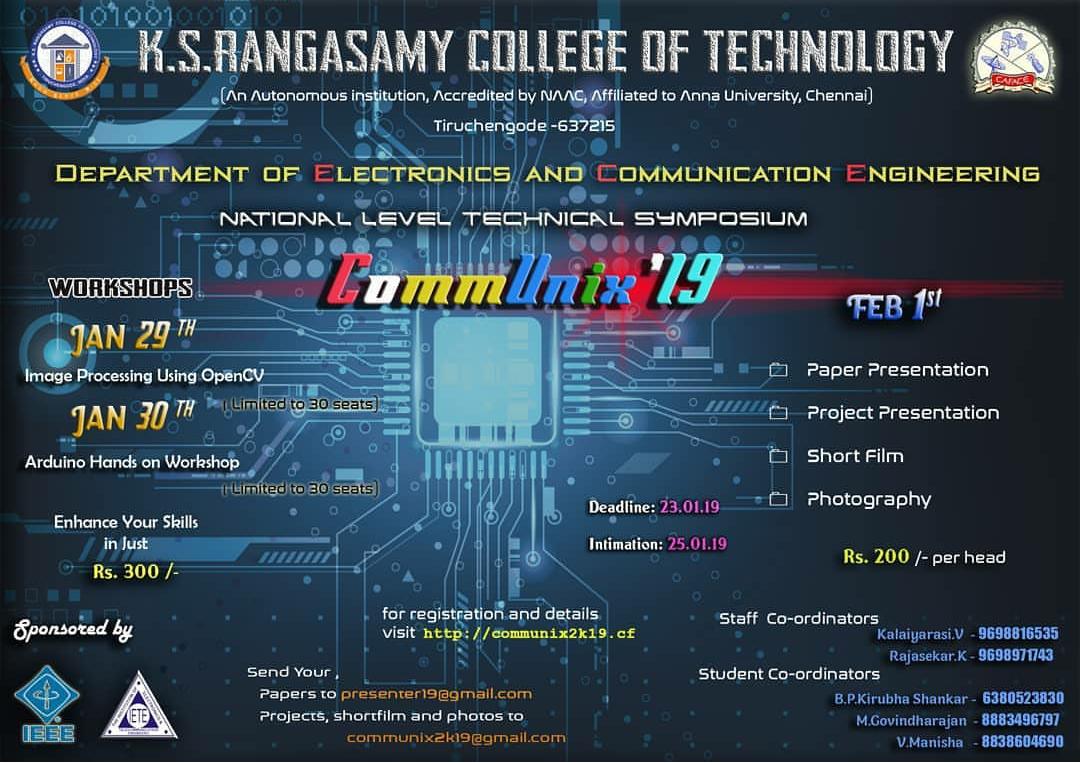 K.S.RANGASAMY COLLEGE OF TECHNOLOGY
(An Autonomous institution, Accredited by NAAC, Affiliated to Anna University, Chennai)
Tiruchengode -637215
DEPARTMENT OF ELECTRONICS AND COMMUNICATION ENGINEERING
NATIONAL LEVEL TECHNICAL SYMPOSIUM
CommUnix'19
WORKSHOPS
JAN 29 TH
Image Processing Using OpenCV
( Limited to 30 seats)
JAN 30 TH
Arduino Hands on Workshop
( Limited to 30 seats)
Enhance Your Skills
in Just
Rs. 300 /-
FEB 1st
Paper Presentation
Project Presentation
Short Film
Photography
Deadline: 23.01.19
Intimation: 25.01.19
Rs. 200 /- per head
for registration and details
visit http://communix2k19.cf
Sponsored by
IEEE
IETE
Send Your ,
Papers to presenter19@gmail.com
Projects, shortfilm and photos to
communix2k19@gmail.com
Staff Co-ordinators
Kalaiyarasi.V - 9698816535
Rajasekar.K - 9698971743
Student Co-ordinators
B.P.Kirubha Shankar - 6380523830
M.Govindharajan - 8883496797
V.Manisha - 8838604690
CAFACE